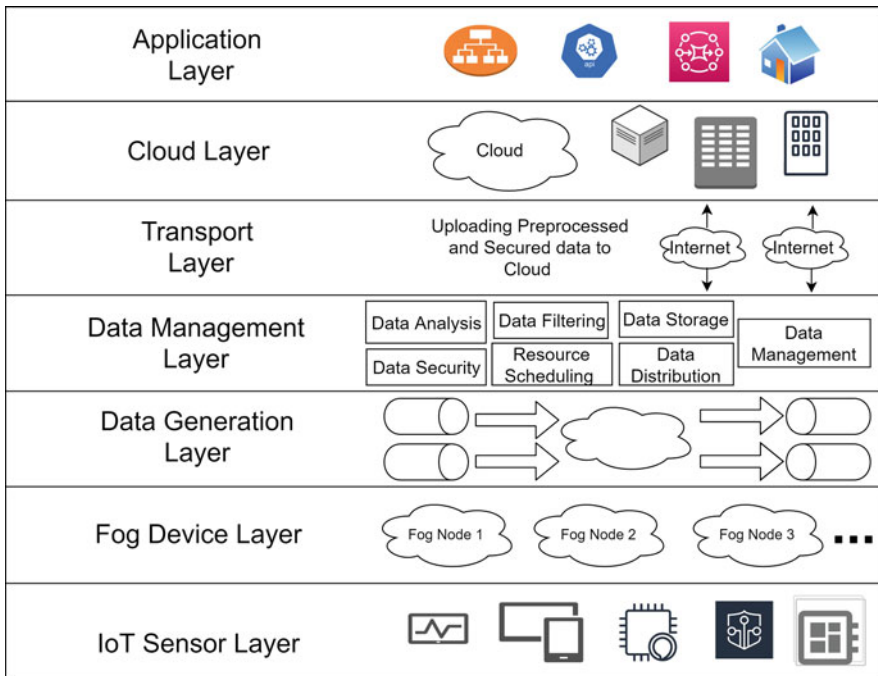 Application
Layer
api
Cloud Layer
Cloud
Transport
Layer
Uploading Preprocessed
and Secured data to
Cloud
Internet
Internet
Data Management
Layer
Data Analysis
Data Filtering
Data Storage
Data
Management
Data Security
Resource
Scheduling
Data
Distribution
Data Generation
Layer
Fog Device Layer
Fog Node 1
Fog Node 2
Fog Node 3
IoT Sensor Layer